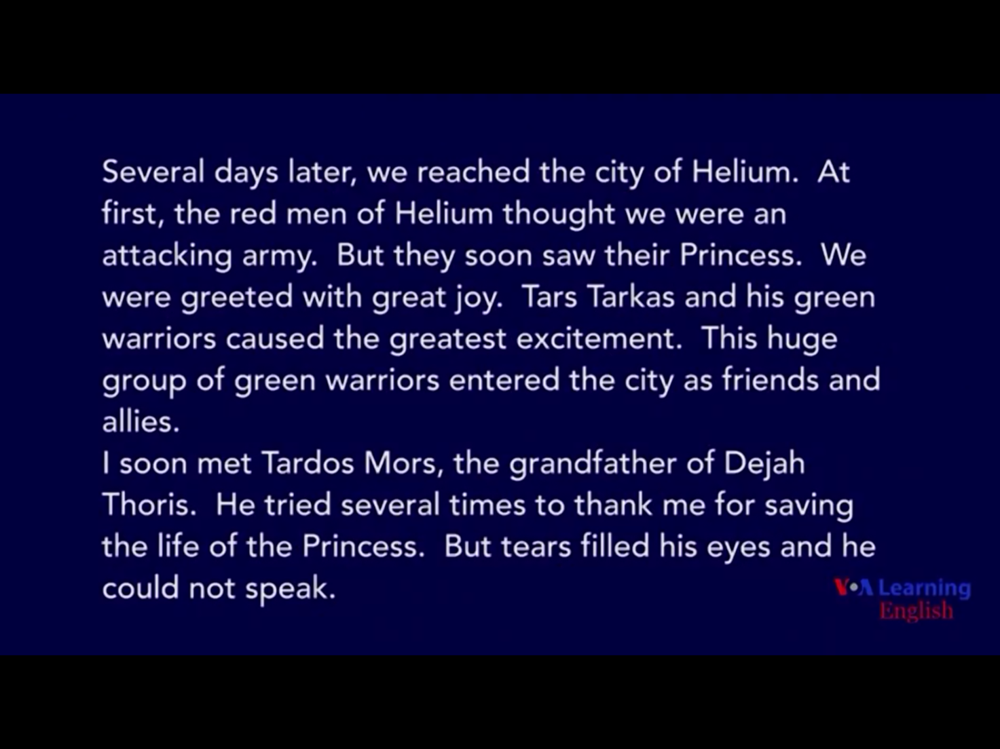 Several days later, we reached the city of Helium.  At
first, the red men of Helium thought we were an
attacking army.  But they soon saw their Princess.  We
were greeted with great joy.  Tars Tarkas and his green
warriors caused the greatest excitement.  This huge
group of green warriors entered the city as friends and
allies.
I soon met Tardos Mors, the grandfather of Dejah
Thoris.  He tried several times to thank me for saving
the life of the Princess.  But tears filled his eyes and he
could not speak.
VOA Learning
English